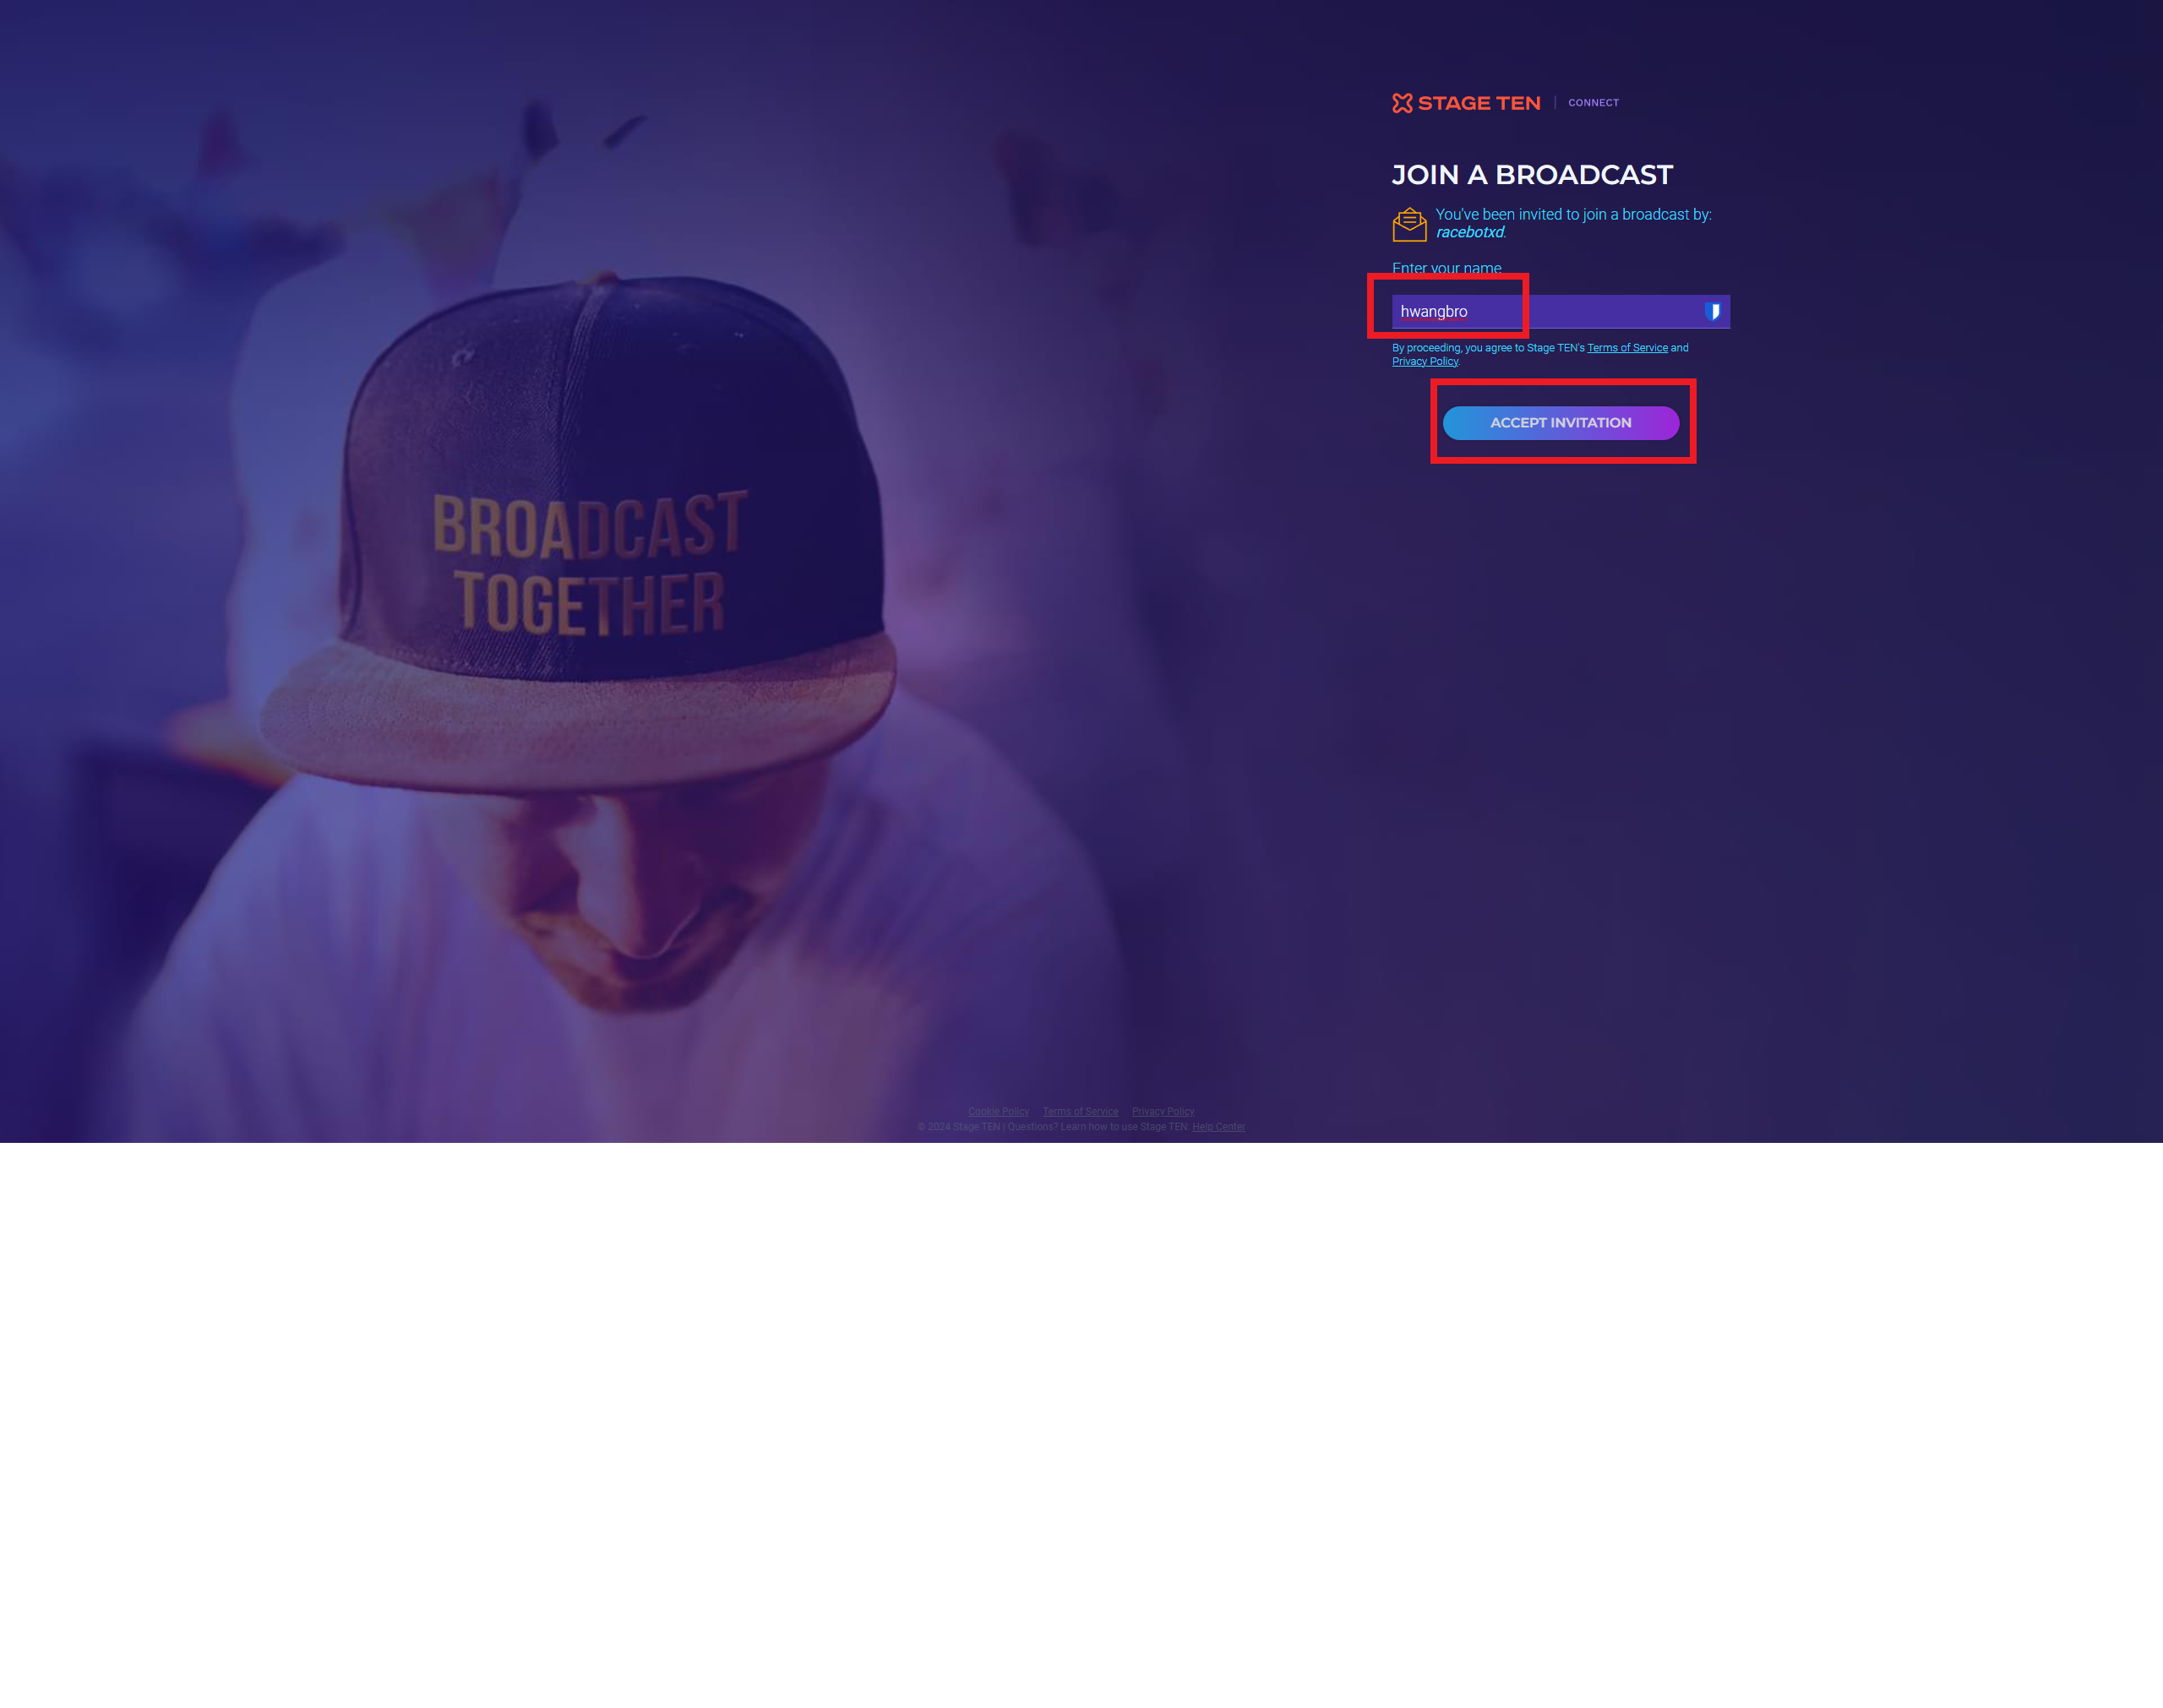 STAGE TEN | CONNECT
JOIN A BROADCAST
You've been invited to join a broadcast by:
racebotxd.
Enter your name
hwangbro
By proceeding, you agree to Stage TEN's Terms of Service and
Privacy Policy.
ACCEPT INVITATION
BROADCAST
TOGETHER
Cookie Policy Terms of Service Privacy Policy
© 2024 Stage TEN | Questions? Learn how to use Stage TEN: Help Center